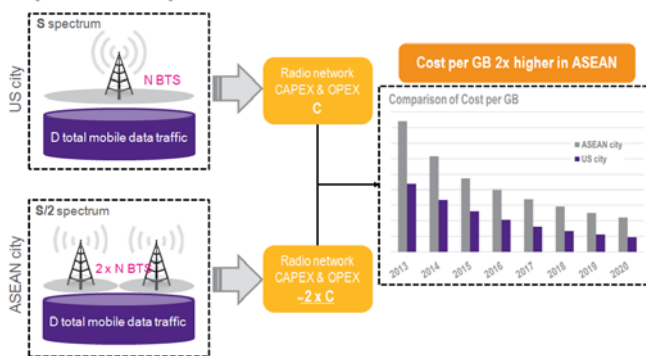 US city
S spectrum
N BTS
D total mobile data traffic
Radio network
CAPEX & OPEX
C
Cost per GB 2x higher in ASEAN
Comparison of Cost per GB
ASEAN city
US city
2013
2014
2015
2016
2017
2018
2019
2020
ASEAN city
S/2 spectrum
2 x N BTS
D total mobile data traffic
Radio network
CAPEX & OPEX
~2 x C